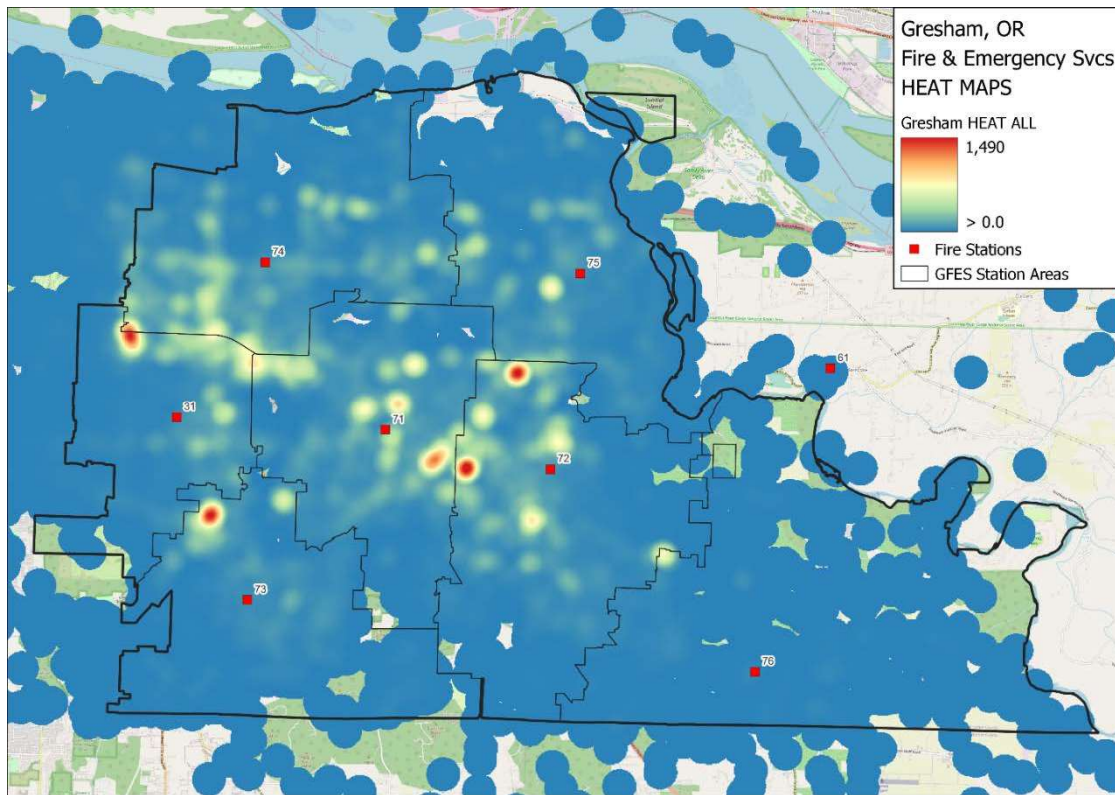 Gresham, OR
Fire & Emergency Svcs
HEAT MAPS
Gresham HEAT ALL
1,490
> 0.0
Fire Stations
GFES Station Areas
74
75
61
31
71
72
73
76